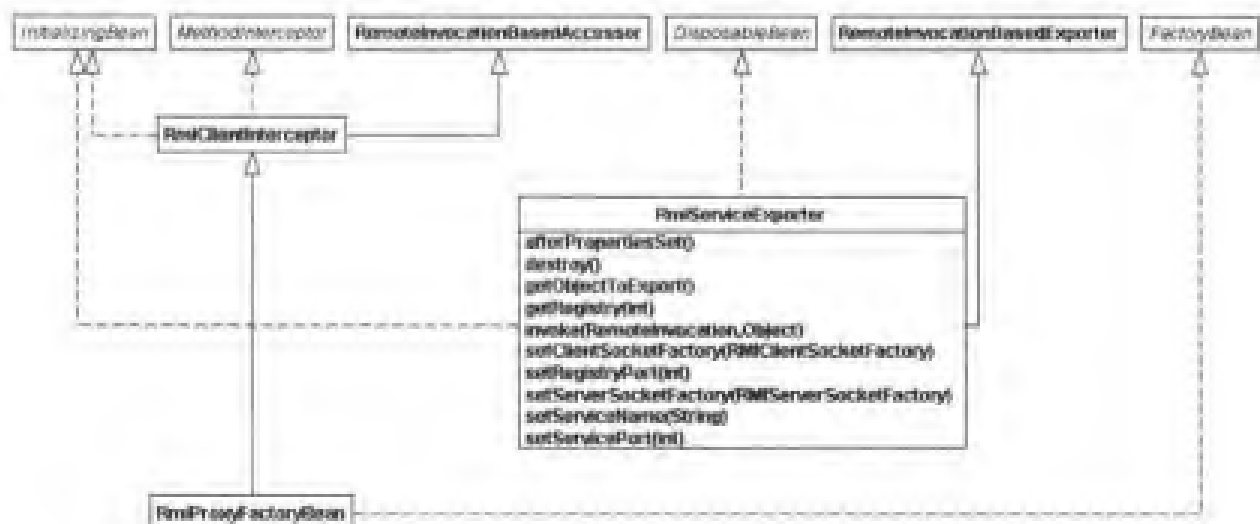 InitializingBean
MethodInterceptor
RemoteInvocationBasedAccessor
DisposableBean
RemoteInvocationBasedExporter
FactoryBean
RmiClientInterceptor
RmiServiceExporter
afterPropertiesSet()
destroy()
getObjectToExport()
getRegistry(int)
invoke(RemoteInvocation,Object)
setClientSocketFactory(RMIClientSocketFactory)
setRegistryPort(int)
setServerSocketFactory(RMIServerSocketFactory)
setServiceName(String)
setServicePort(int)
RmiProxyFactoryBean